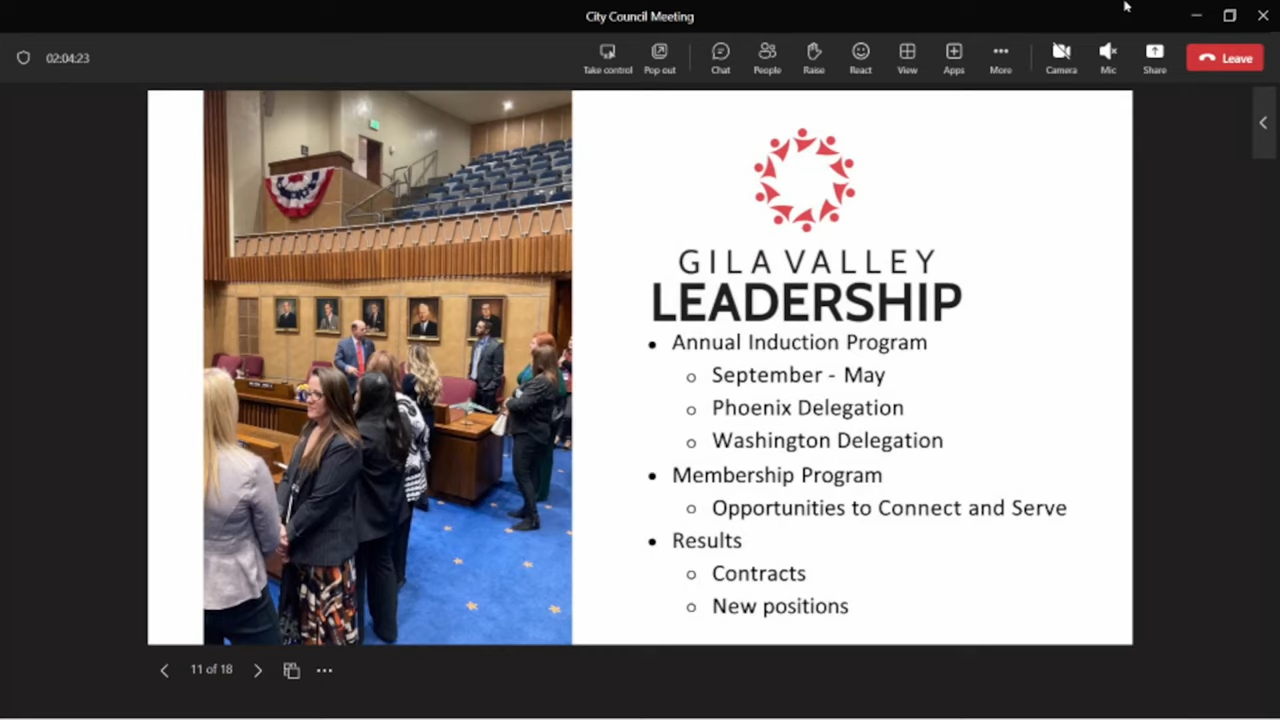 City Council Meeting
02:04:23
Take control
Pop out
Chat
People
Raise
React
View
Apps
More
Camera
Mic
Share
Leave
GILA VALLEY
LEADERSHIP
• Annual Induction Program
o September - May
o Phoenix Delegation
o Washington Delegation
• Membership Program
o Opportunities to Connect and Serve
• Results
o Contracts
o New positions
11 of 18